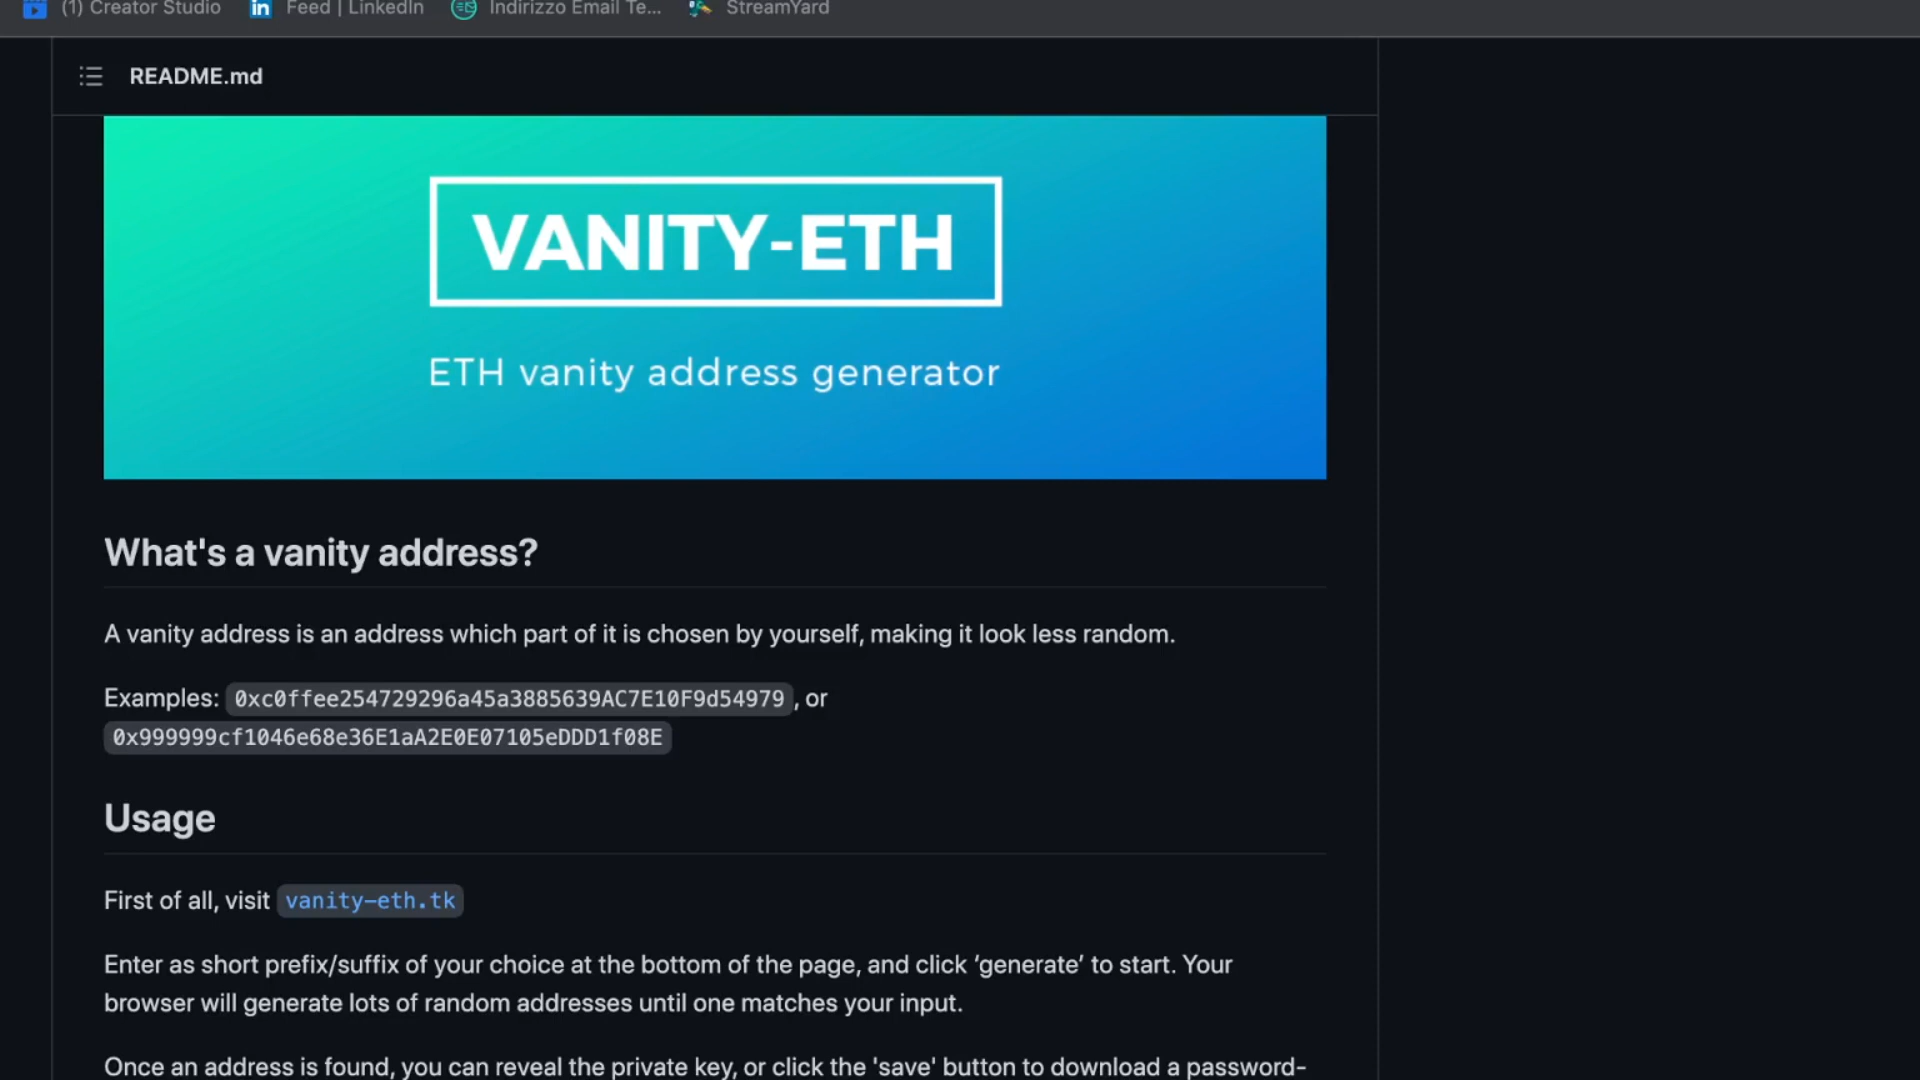 (1) Creator Studio Feed | LinkedIn Indirizzo Email Te... StreamYard
README.md
VANITY-ETH
ETH vanity address generator
What's a vanity address?
A vanity address is an address which part of it is chosen by yourself, making it look less random.
Examples: 0xc0ffee254729296a45a3885639AC7E10F9d54979, or
0x999999cf1046e68e36E1aA2E0E07105eDDD1f08E
Usage
First of all, visit vanity-eth.tk
Enter as short prefix/suffix of your choice at the bottom of the page, and click ‘generate’ to start. Your
browser will generate lots of random addresses until one matches your input.
Once an address is found, you can reveal the private key, or click the 'save' button to download a password-